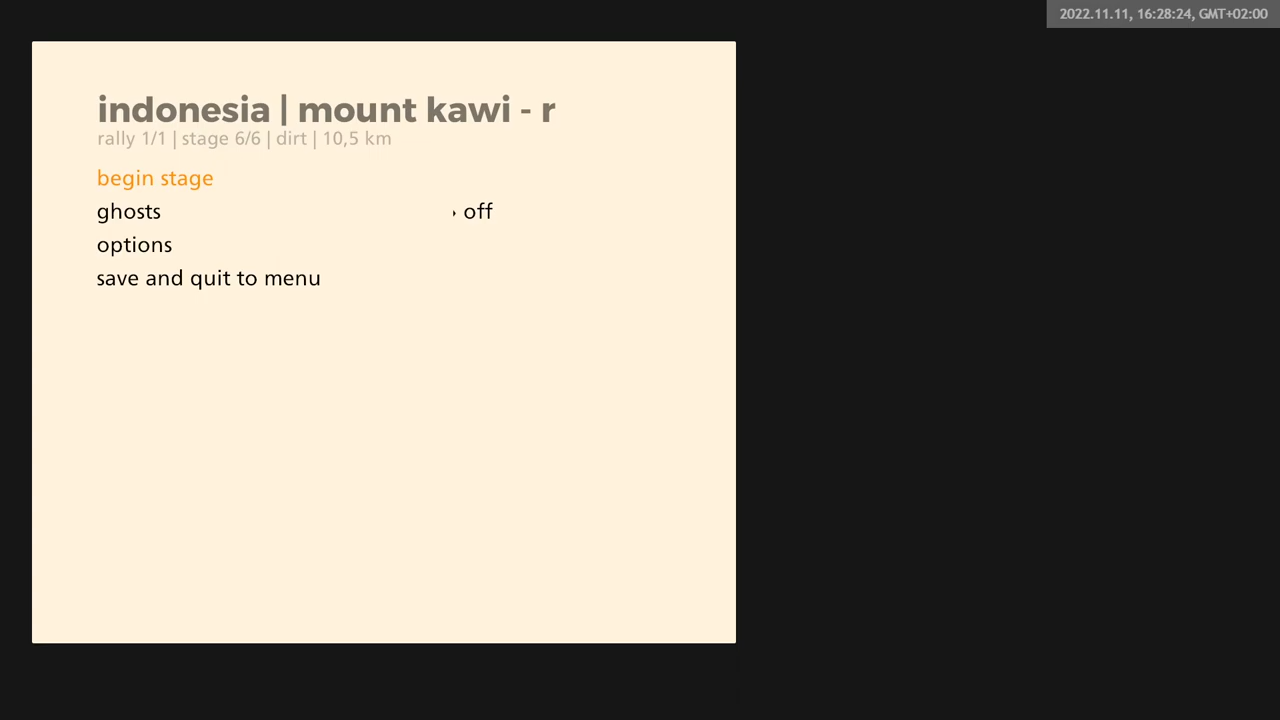 2022.11.11, 16:28:24, GMT+02:00
indonesia | mount kawi - r
rally 1/1 | stage 6/6 | dirt | 10,5 km
begin stage
ghosts off
options
save and quit to menu